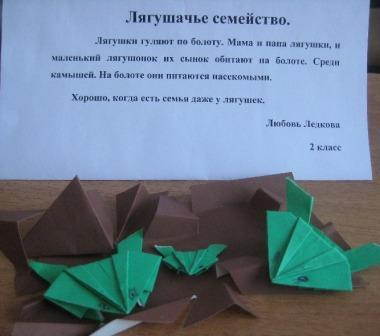 Лягушачье семейство.
Лягушки гуляют по болоту. Мама и папа лягушки, и
маленький лягушонок их сынок обитают на болоте. Среди
камышей. На болоте они питаются насекомыми.
Хорошо, когда есть семья даже у лягушек.
Любовь Ледкова
2 класс